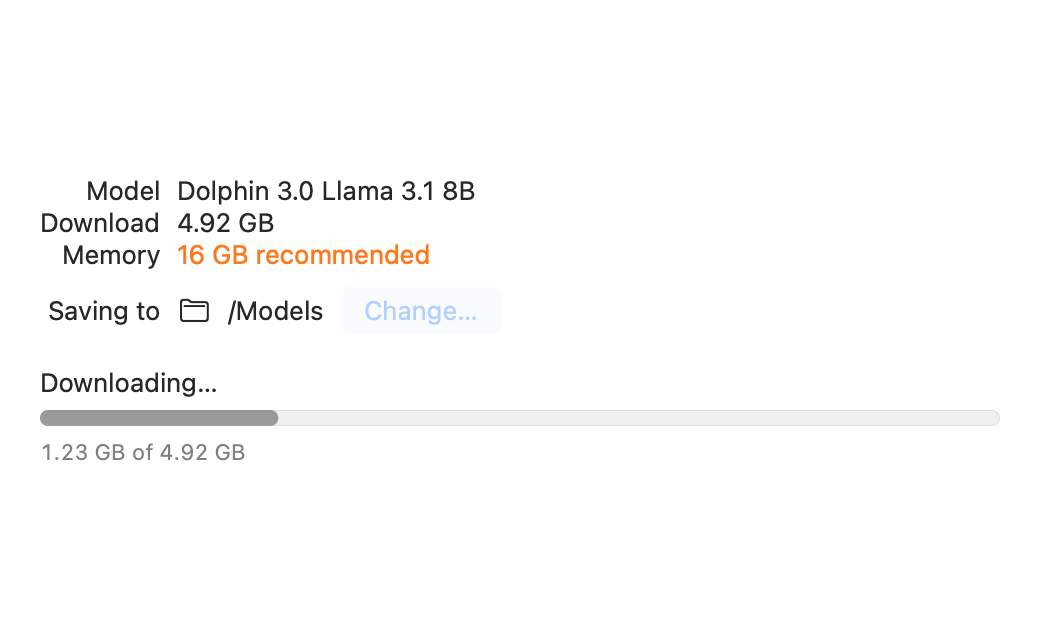 Model Dolphin 3.0 Llama 3.1 8B
Download 4.92 GB
Memory 16 GB recommended
Saving to /Models Change...
Downloading...
1.23 GB of 4.92 GB